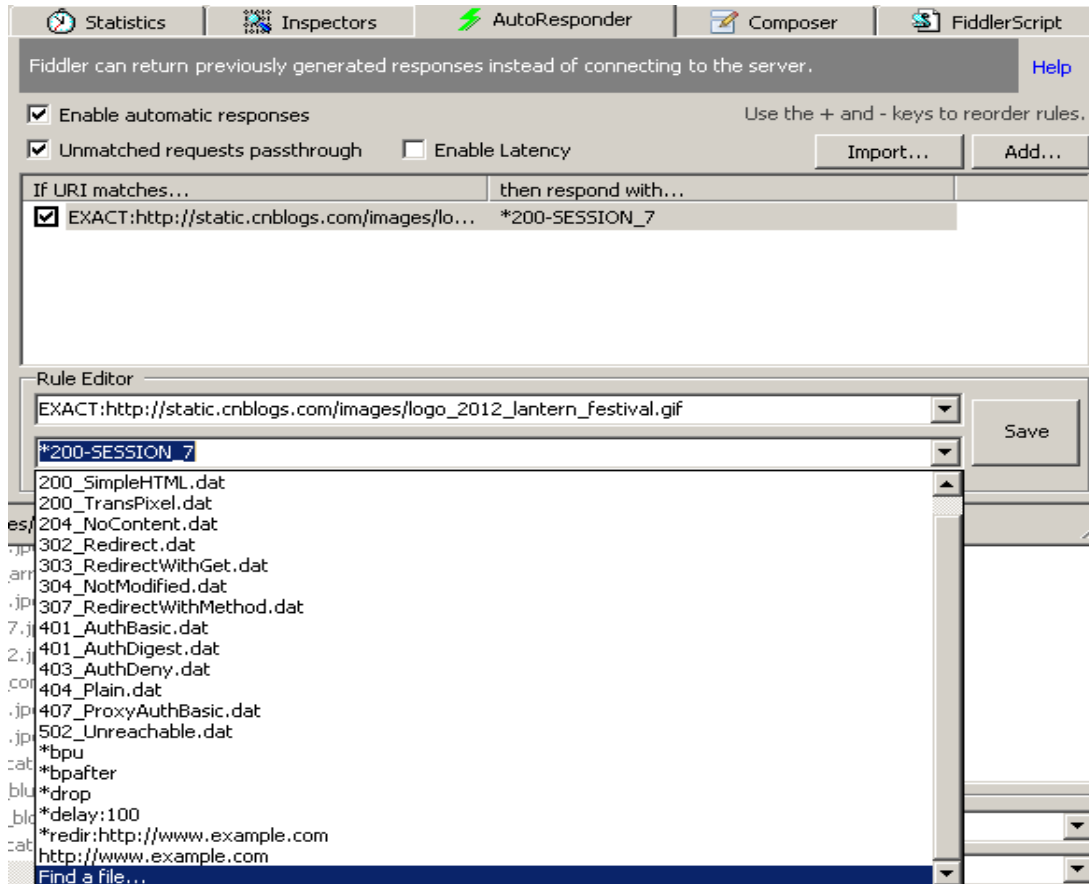 Statistics Inspectors AutoResponder Composer FiddlerScript
Fiddler can return previously generated responses instead of connecting to the server. Help
Enable automatic responses Use the + and - keys to reorder rules.
Unmatched requests passthrough Enable Latency Import... Add...
If URI matches... then respond with...
EXACT:http://static.cnblogs.com/images/lo... *200-SESSION_7
Rule Editor
EXACT:http://static.cnblogs.com/images/logo_2012_lantern_festival.gif
Save
*200-SESSION_7
200_SimpleHTML.dat
200_TransPixel.dat
204_NoContent.dat
302_Redirect.dat
303_RedirectWithGet.dat
304_NotModified.dat
307_RedirectWithMethod.dat
401_AuthBasic.dat
401_AuthDigest.dat
403_AuthDeny.dat
404_Plain.dat
407_ProxyAuthBasic.dat
502_Unreachable.dat
*bpu
*bpafter
*drop
*delay:100
*redir:http://www.example.com
http://www.example.com
Find a file...